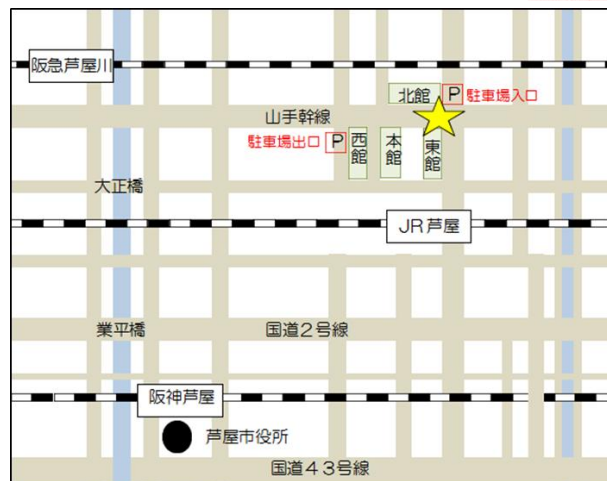 阪急芦屋川
北館
P
駐車場入口
山手幹線
駐車場出口
P
西館
本館
東館
大正橋
JR芦屋
業平橋
国道2号線
阪神芦屋
芦屋市役所
国道43号線